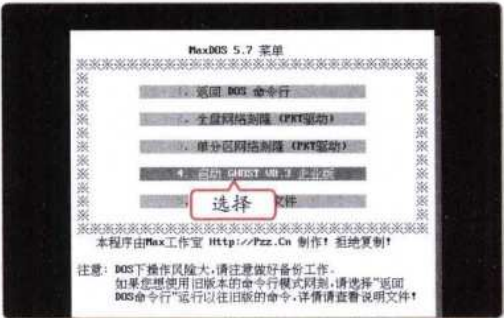 MaxDOS 5.7 菜单
返回 DOS 命令行
全盘网络刻隆 (PKT驱动)
单分区网络刻隆 (PKT驱动)
4. 启动 GHOST V8.3 企业版
选择
文件
本程序由Max工作室 Http://Pzz.Cn 制作! 拒绝复制!
注意: DOS下操作风险大,请注意做好备份工作.
如果您想使用旧版本的命令行模式网刻,请选择"返回
DOS命令行"运行以往旧版的命令,详情请查看说明文件!